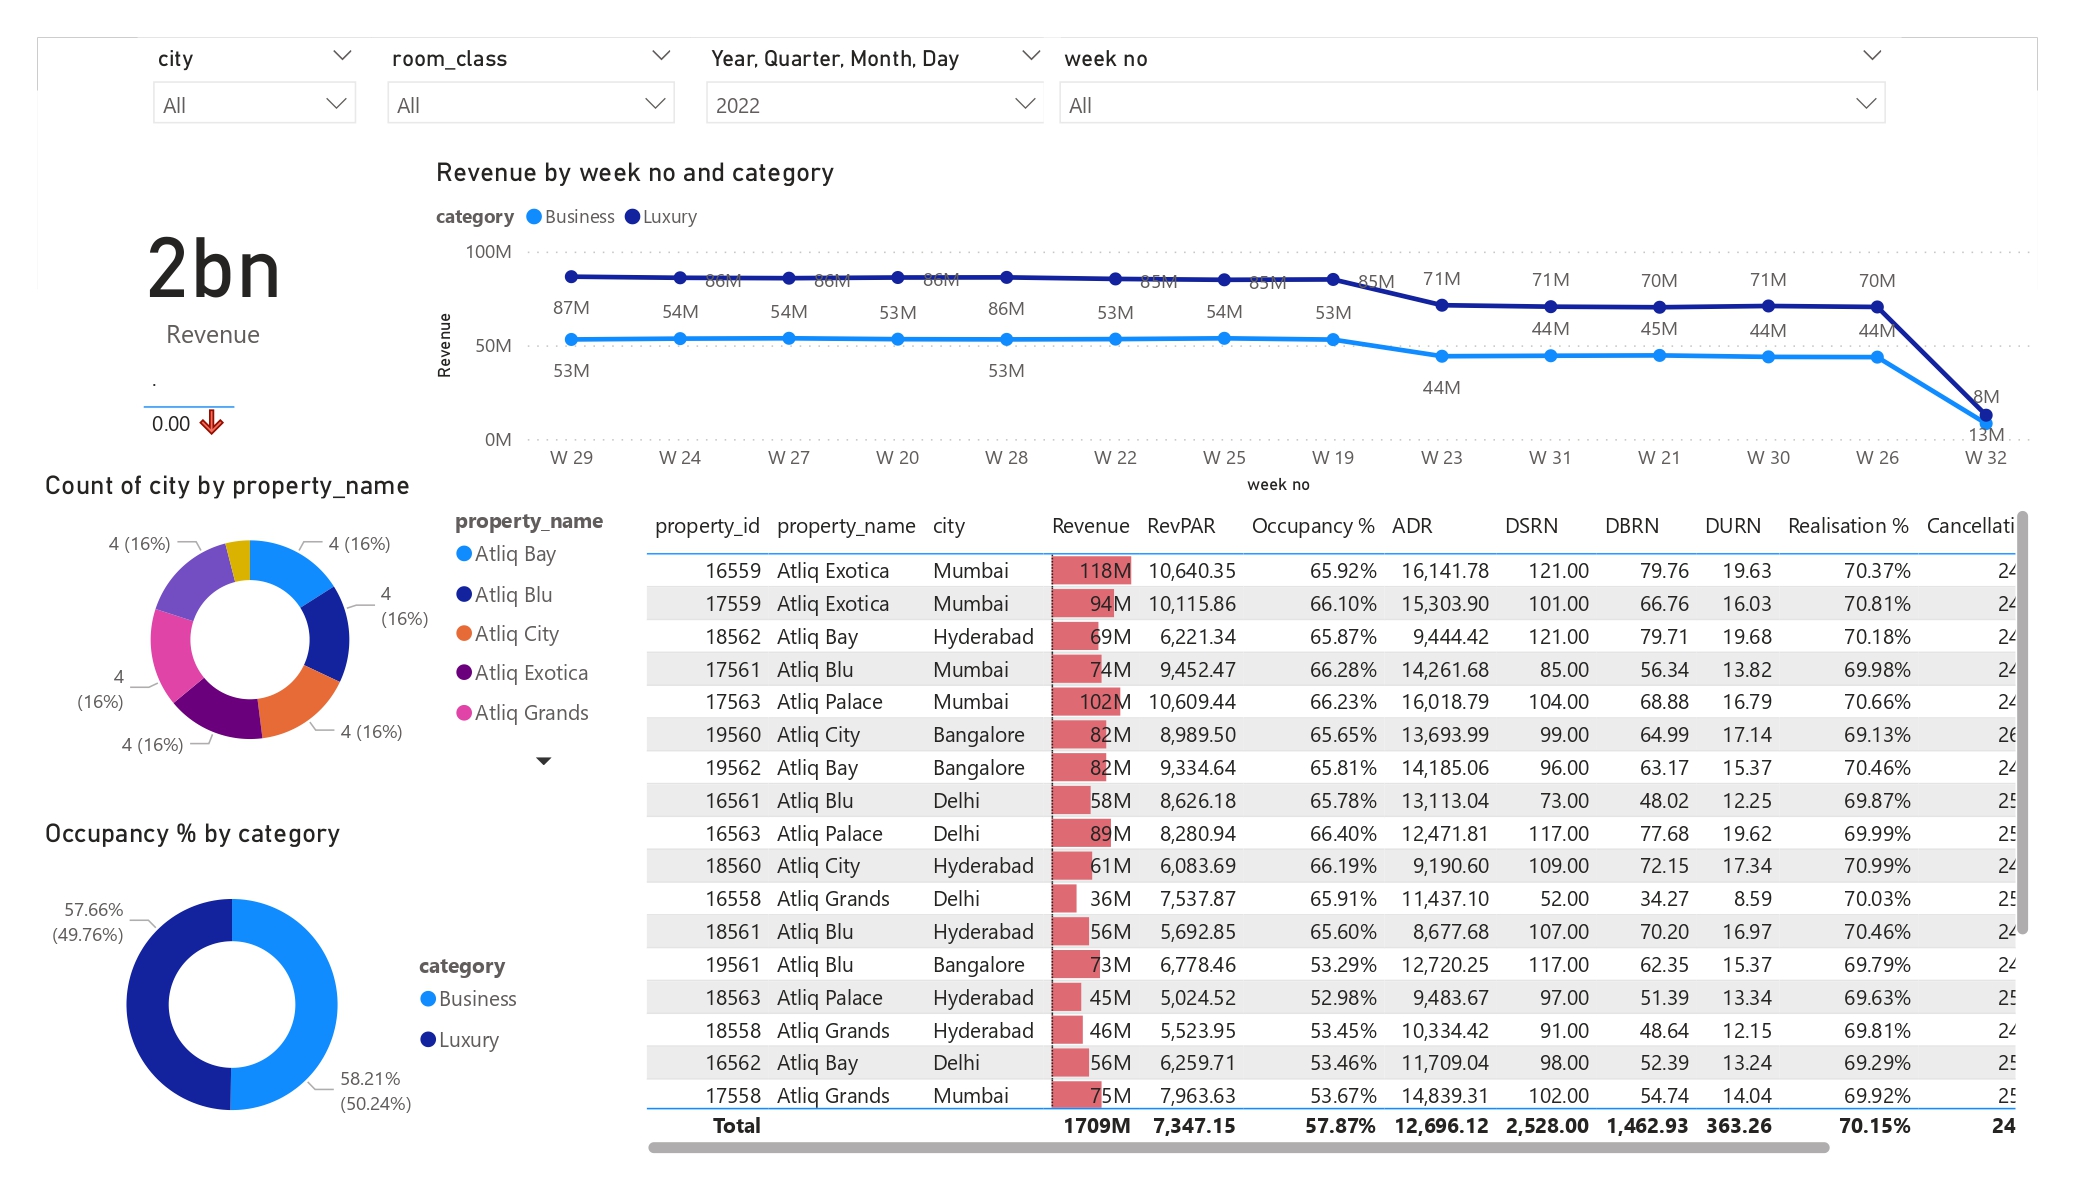 city
room_class
Year, Quarter, Month, Day
week no
All
All
2022
All
Revenue by week no and category
category Business Luxury
2bn
Revenue
.
0.00
Revenue
100M
50M
0M
86M 86M 86M 85M 85M 85M 71M 71M 70M 71M 70M
87M 54M 54M 53M 86M 53M 54M 53M 44M 45M 44M 44M
53M 53M 44M
8M
13M
W 29 W 24 W 27 W 20 W 28 W 22 W 25 W 19 W 23 W 31 W 21 W 30 W 26 W 32
week no
Count of city by property_name
4 (16%)
4 (16%)
4
(16%)
4
(16%)
4 (16%)
4 (16%)
property_name
Atliq Bay
Atliq Blu
Atliq City
Atliq Exotica
Atliq Grands
Occupancy % by category
57.66%
(49.76%)
58.21%
(50.24%)
category
Business
Luxury
property_id property_name city Revenue RevPAR Occupancy % ADR DSRN DBRN DURN Realisation % Cancellati
16559 Atliq Exotica Mumbai 118M 10,640.35 65.92% 16,141.78 121.00 79.76 19.63 70.37% 24
17559 Atliq Exotica Mumbai 94M 10,115.86 66.10% 15,303.90 101.00 66.76 16.03 70.81% 24
18562 Atliq Bay Hyderabad 69M 6,221.34 65.87% 9,444.42 121.00 79.71 19.68 70.18% 24
17561 Atliq Blu Mumbai 74M 9,452.47 66.28% 14,261.68 85.00 56.34 13.82 69.98% 24
17563 Atliq Palace Mumbai 102M 10,609.44 66.23% 16,018.79 104.00 68.88 16.79 70.66% 24
19560 Atliq City Bangalore 82M 8,989.50 65.65% 13,693.99 99.00 64.99 17.14 69.13% 26
19562 Atliq Bay Bangalore 82M 9,334.64 65.81% 14,185.06 96.00 63.17 15.37 70.46% 24
16561 Atliq Blu Delhi 58M 8,626.18 65.78% 13,113.04 73.00 48.02 12.25 69.87% 25
16563 Atliq Palace Delhi 89M 8,280.94 66.40% 12,471.81 117.00 77.68 19.62 69.99% 25
18560 Atliq City Hyderabad 61M 6,083.69 66.19% 9,190.60 109.00 72.15 17.34 70.99% 24
16558 Atliq Grands Delhi 36M 7,537.87 65.91% 11,437.10 52.00 34.27 8.59 70.03% 25
18561 Atliq Blu Hyderabad 56M 5,692.85 65.60% 8,677.68 107.00 70.20 16.97 70.46% 24
19561 Atliq Blu Bangalore 73M 6,778.46 53.29% 12,720.25 117.00 62.35 15.37 69.79% 24
18563 Atliq Palace Hyderabad 45M 5,024.52 52.98% 9,483.67 97.00 51.39 13.34 69.63% 25
18558 Atliq Grands Hyderabad 46M 5,523.95 53.45% 10,334.42 91.00 48.64 12.15 69.81% 24
16562 Atliq Bay Delhi 56M 6,259.71 53.46% 11,709.04 98.00 52.39 13.24 69.29% 25
17558 Atliq Grands Mumbai 75M 7,963.63 53.67% 14,839.31 102.00 54.74 14.04 69.92% 25
Total 1709M 7,347.15 57.87% 12,696.12 2,528.00 1,462.93 363.26 70.15% 24